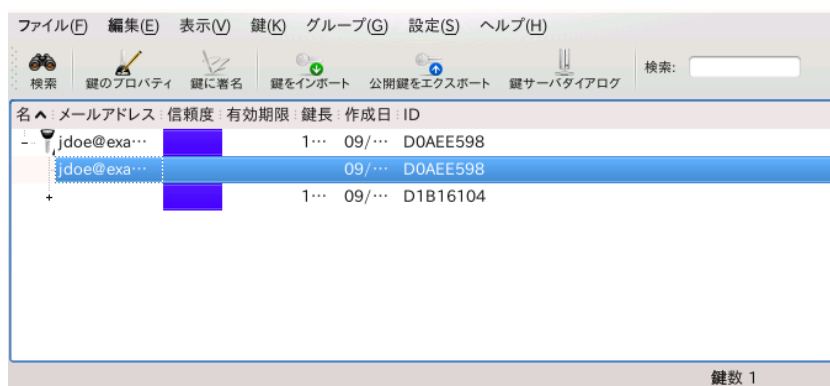 ファイル(F) 編集(E) 表示(V) 鍵(K) グループ(G) 設定(S) ヘルプ(H)
検索 鍵のプロパティ 鍵に署名 鍵をインポート 公開鍵をエクスポート 鍵サーバダイアログ 検索:
名 メールアドレス 信頼度 有効期限 鍵長 作成日 ID
jdoe@exa… 1… 09/… D0AEE598
jdoe@exa… 09/… D0AEE598
1… 09/… D1B16104
鍵数 1